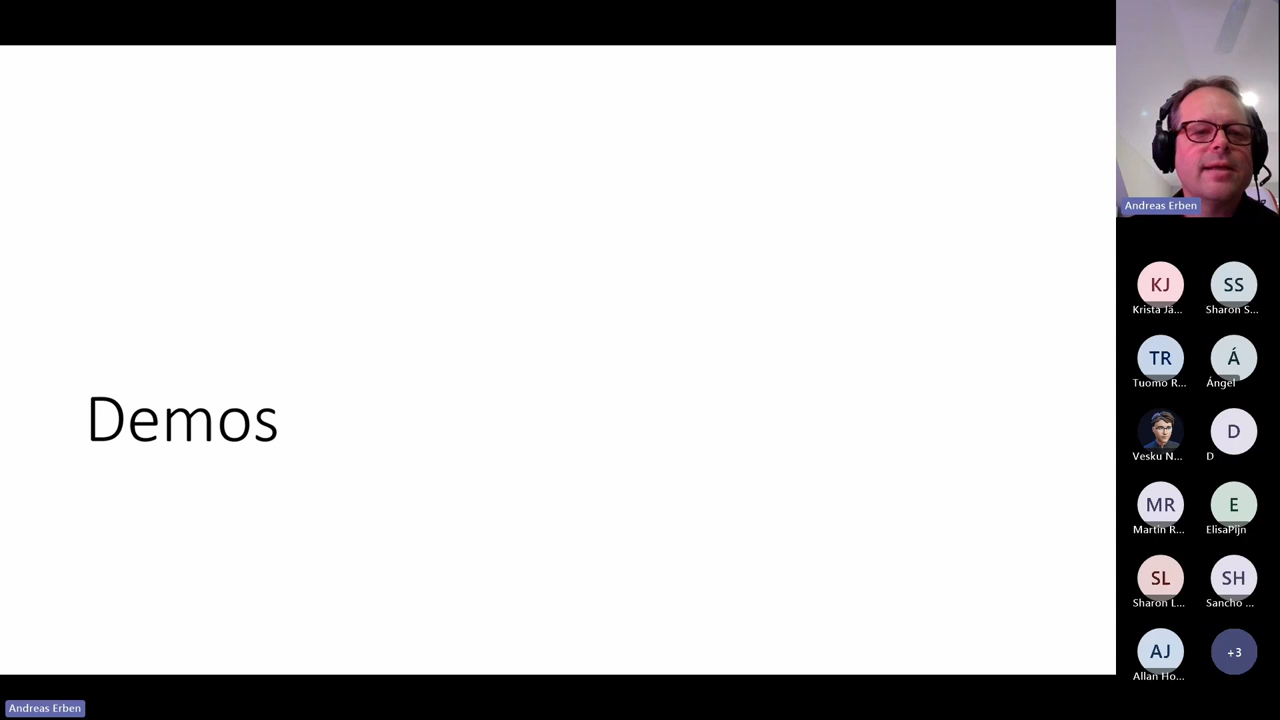 Demos
Andreas Erben
KJ
SS
Krista Jä...
Sharon S...
TR
Á
Tuomo R...
Ángel
D
Vesku N...
D
MR
E
Martin R...
ElisaPijn
SL
SH
Sharon L...
Sancho ...
AJ
+3
Allan Ho...
Andreas Erben